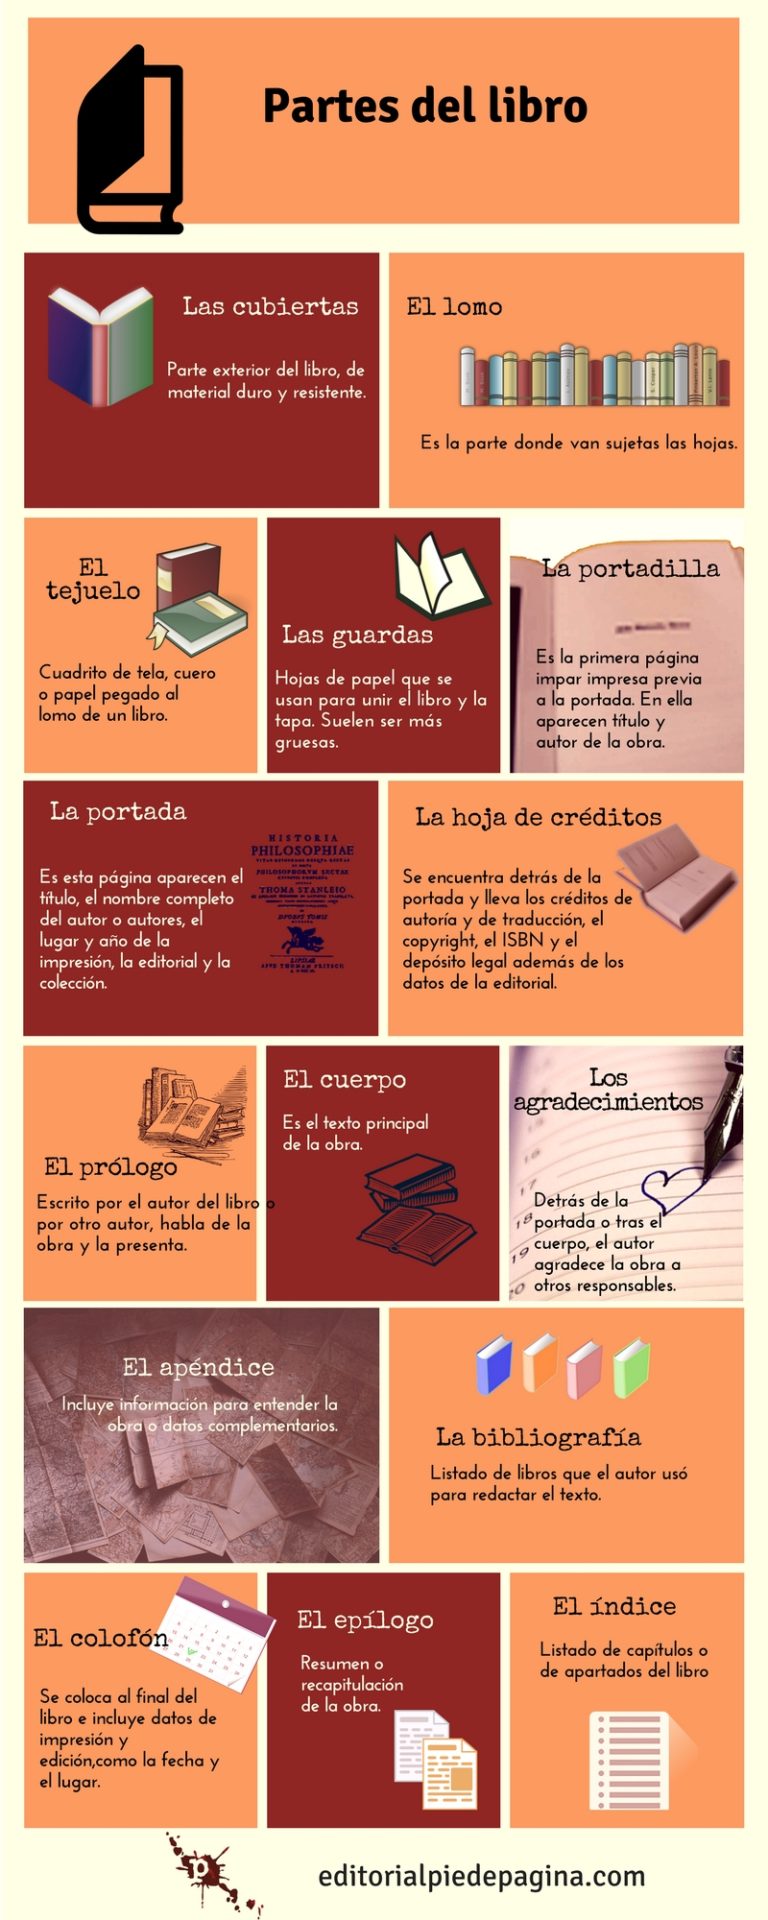 Partes del libro
Las cubiertas
Parte exterior del libro, de
material duro y resistente.
El lomo
Es la parte donde van sujetas las hojas.
El
tejuelo
Cuadrito de tela, cuero
o papel pegado al
lomo de un libro.
Las guardas
Hojas de papel que se
usan para unir el libro y la
tapa. Suelen ser más
gruesas.
La portadilla
Es la primera página
impar impresa previa
a la portada. En ella
aparecen título y
autor de la obra.
La portada
Es esta página aparecen el
título, el nombre completo
del autor o autores, el
lugar y año de la
impresión, la editorial y la
colección.
HISTORIA
PHILOSOPHIAE
THOMA STANLEIO
LIPSIAE
APVD THOMAM FRITSCH
La hoja de créditos
Se encuentra detrás de la
portada y lleva los créditos de
autoría y de traducción, el
copyright, el ISBN y el
depósito legal además de los
datos de la editorial.
El prólogo
Escrito por el autor del libro o
por otro autor, habla de la
obra y la presenta.
El cuerpo
Es el texto principal
de la obra.
Los
agradecimientos
16
17
18
19
Detrás de la
portada o tras el
cuerpo, el autor
agradece la obra a
otros responsables.
El apéndice
Incluye información para entender la
obra o datos complementarios.
La bibliografía
Listado de libros que el autor usó
para redactar el texto.
El colofón
Se coloca al final del
libro e incluye datos de
impresión y
edición,como la fecha y
el lugar.
El epílogo
Resumen o
recapitulación
de la obra.
El índice
Listado de capítulos o
de apartados del libro
p
editorialpiedepagina.com